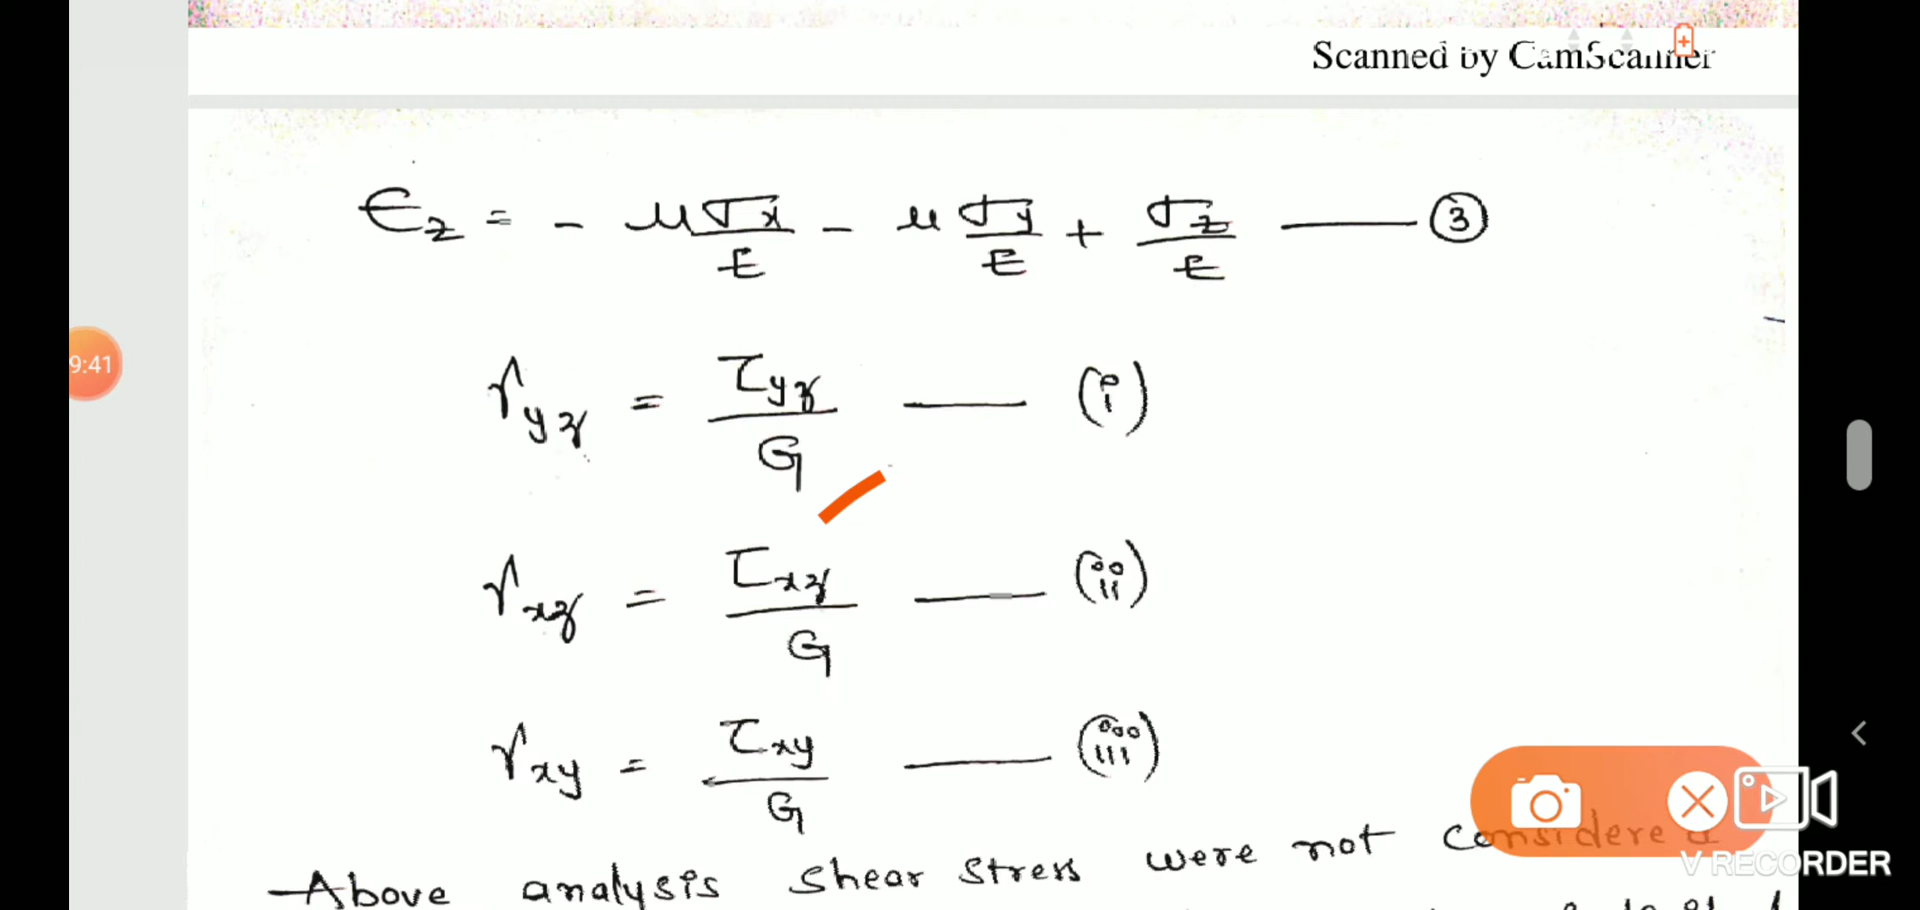 Scanned by CamScanner
ϵz = - μσx/E - μσy/E + σz/E —— ③
9:41
γyz = τyz/G —— (i)
γxz = τxz/G —— (ii)
γxy = τxy/G —— (iii)
Above analysis shear stress were not considered
V RECORDER